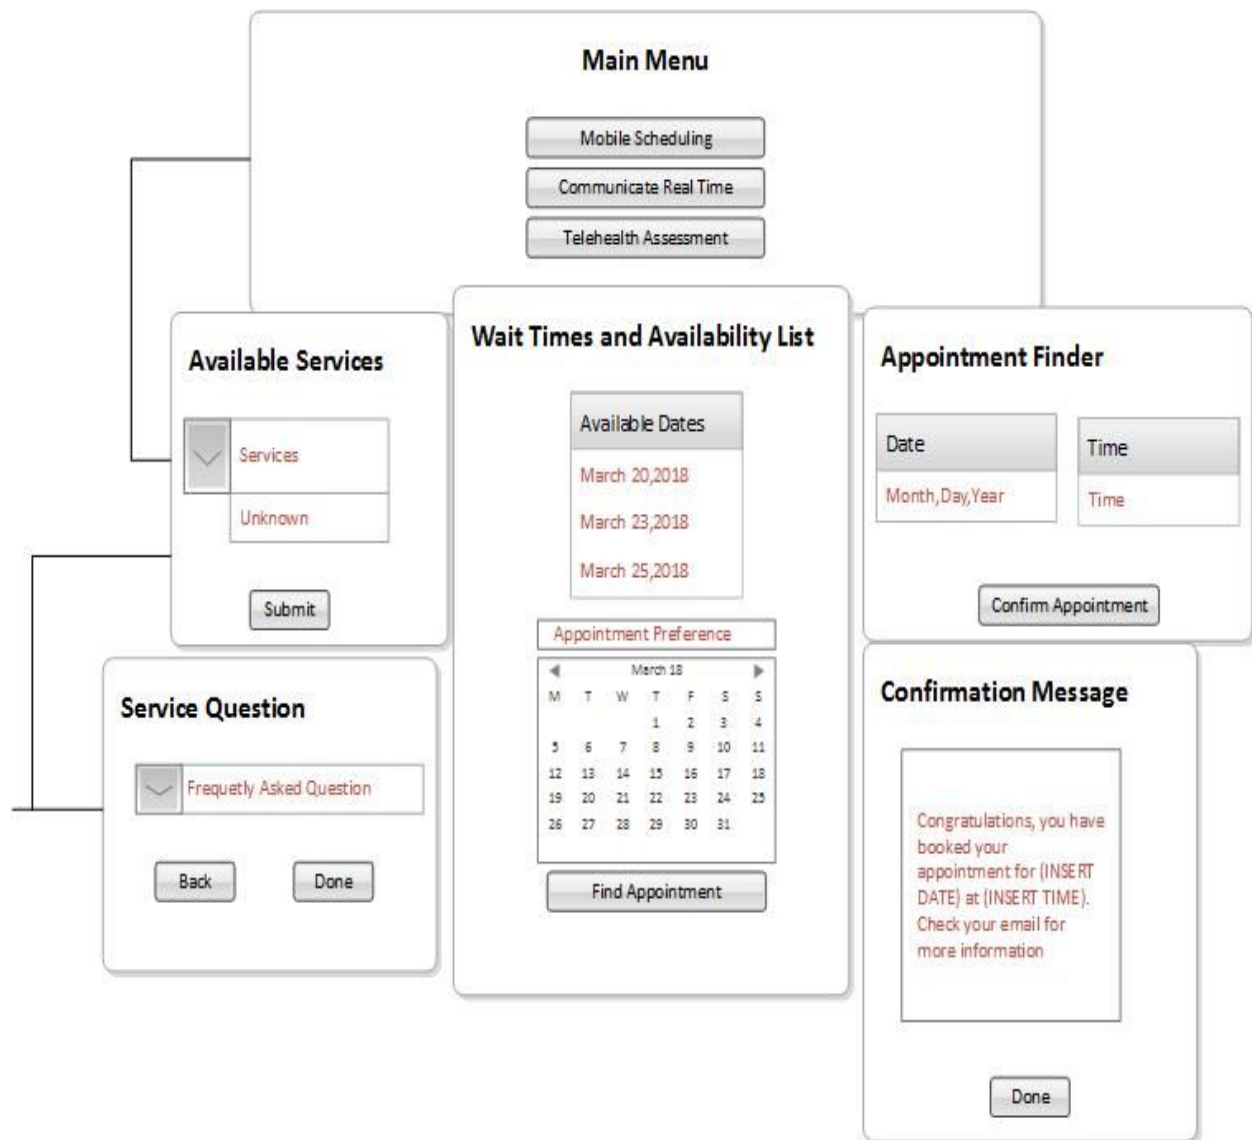 Main Menu
Mobile Scheduling
Communicate Real Time
Telehealth Assessment
Available Services
Services
Unknown
Submit
Service Question
Frequetly Asked Question
Back Done
Wait Times and Availability List
Available Dates
March 20,2018
March 23,2018
March 25,2018
Appointment Preference
March 18
M T W T F S S
1 2 3 4
5 6 7 8 9 10 11
12 13 14 15 16 17 18
19 20 21 22 23 24 25
26 27 28 29 30 31
Find Appointment
Appointment Finder
Date Time
Month,Day,Year Time
Confirm Appointment
Confirmation Message
Congratulations, you have
booked your
appointment for (INSERT
DATE) at (INSERT TIME).
Check your email for
more information
Done